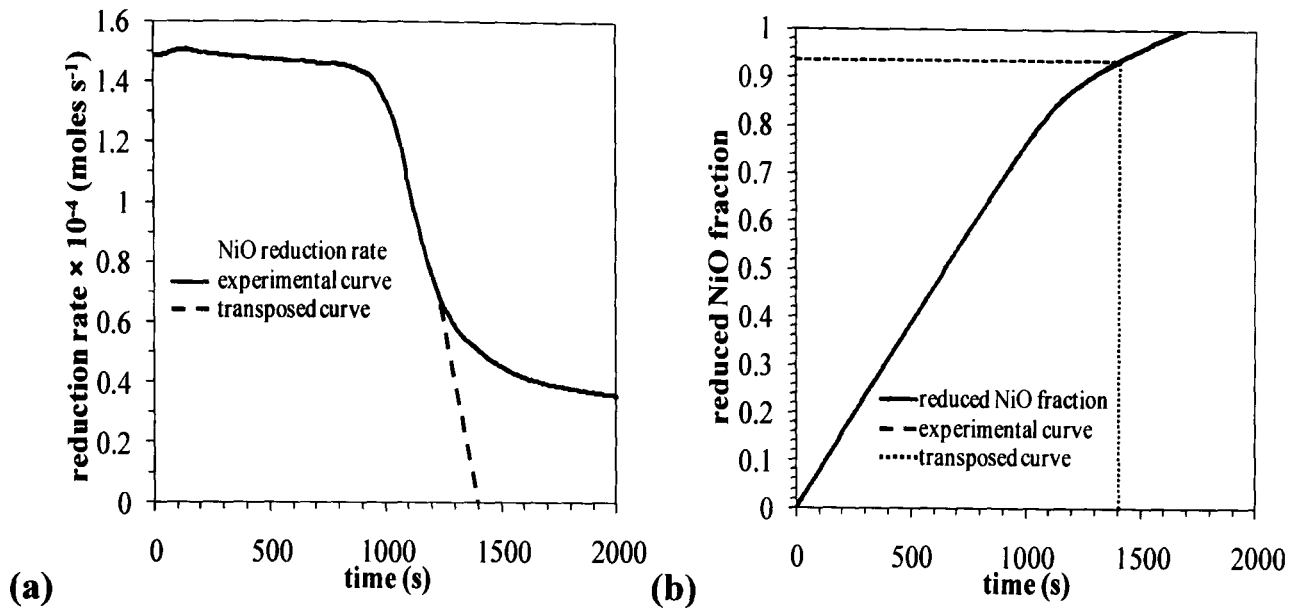 1.6
1.4
1.2
1
0.8
0.6
0.4
0.2
0
reduction rate × 10⁻⁴ (moles s⁻¹)
NiO reduction rate
experimental curve
transposed curve
0
500
1000
1500
2000
time (s)
(a)
1
0.9
0.8
0.7
0.6
0.5
0.4
0.3
0.2
0.1
0
reduced NiO fraction
reduced NiO fraction
experimental curve
transposed curve
0
500
1000
1500
2000
time (s)
(b)